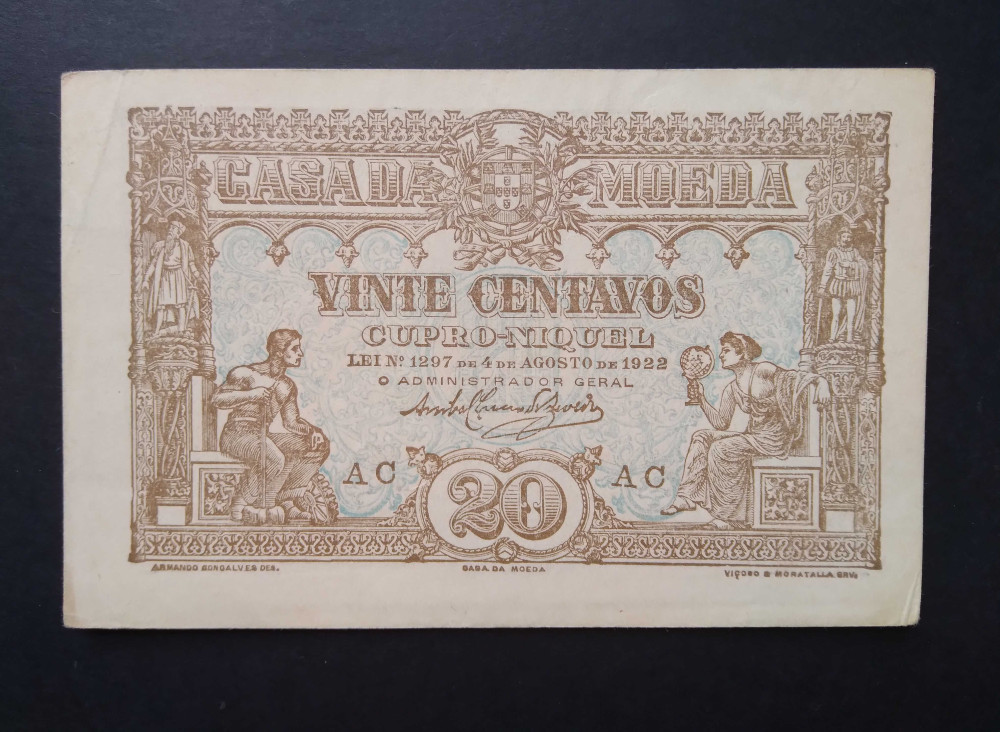 CASA DA MOEDA
VINTE CENTAVOS
CUPRO-NIQUEL
LEI Nº 1297 DE 4 DE AGOSTO DE 1922
O ADMINISTRADOR GERAL
AC 20 AC
ARMANDO GONÇALVES DES. CASA DA MOEDA VIÇOSO & MORATALLA GRV.